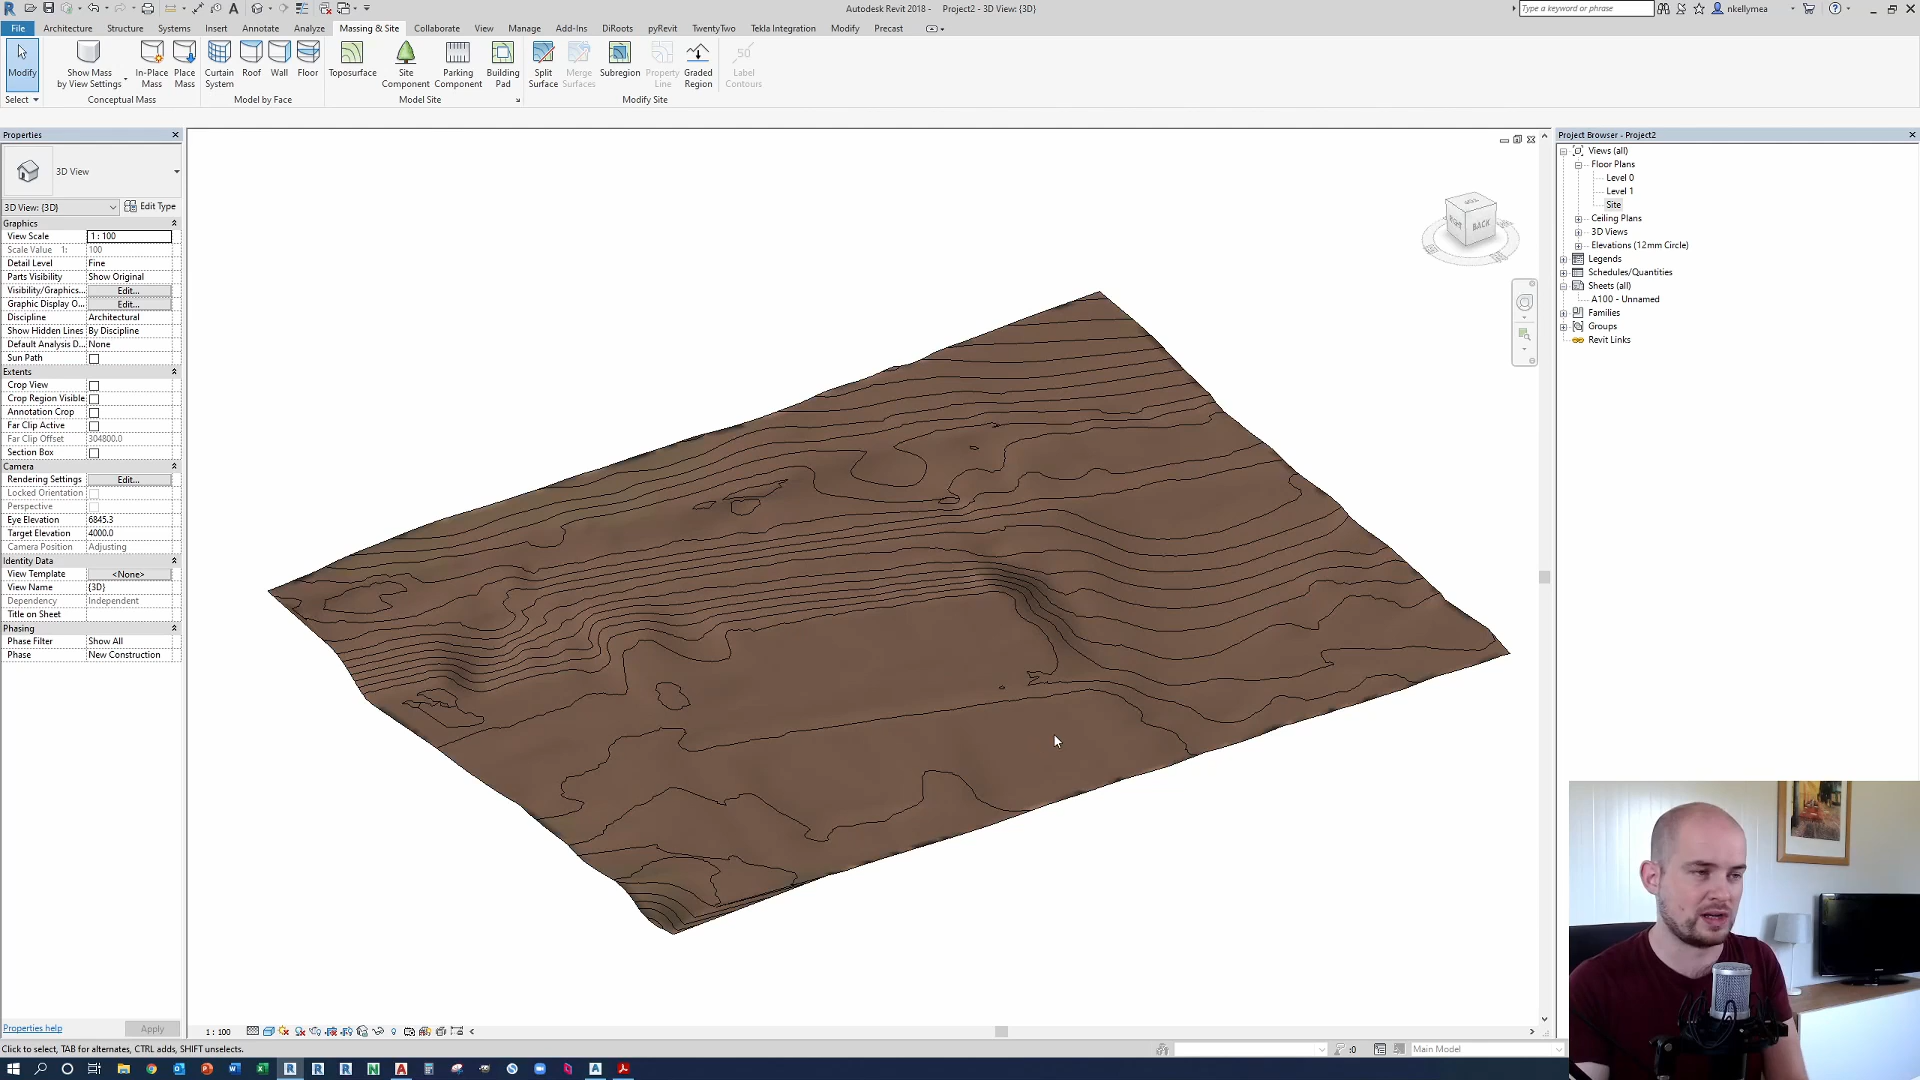 Autodesk Revit 2018 - Project2 - 3D View: {3D}
Type a keyword or phrase
nkellymea
File Architecture Structure Systems Insert Annotate Analyze Massing & Site Collaborate View Manage Add-Ins DiRoots pyRevit TwentyTwo Tekla Integration Modify Precast
Modify
Show Mass by View Settings
In-Place Mass
Place Mass
Curtain System
Roof
Wall
Floor
Toposurface
Site Component
Parking Component
Building Pad
Split Surface
Merge Surfaces
Subregion
Property Line
Graded Region
50
Label Contours
Select
Conceptual Mass
Model by Face
Model Site
Modify Site
Properties
3D View
3D View: {3D}
Edit Type
Graphics
View Scale 1 : 100
Scale Value 1: 100
Detail Level Fine
Parts Visibility Show Original
Visibility/Graphics... Edit...
Graphic Display O... Edit...
Discipline Architectural
Show Hidden Lines By Discipline
Default Analysis D... None
Sun Path
Extents
Crop View
Crop Region Visible
Annotation Crop
Far Clip Active
Far Clip Offset 304800.0
Section Box
Camera
Rendering Settings Edit...
Locked Orientation
Perspective
Eye Elevation 6845.3
Target Elevation 4000.0
Camera Position Adjusting
Identity Data
View Template <None>
View Name {3D}
Dependency Independent
Title on Sheet
Phasing
Phase Filter Show All
Phase New Construction
Properties help
Apply
BACK
Project Browser - Project2
Views (all)
Floor Plans
Level 0
Level 1
Site
Ceiling Plans
3D Views
Elevations (12mm Circle)
Legends
Schedules/Quantities
Sheets (all)
A100 - Unnamed
Families
Groups
Revit Links
1 : 100
Click to select, TAB for alternates, CTRL adds, SHIFT unselects.
:0
Main Model